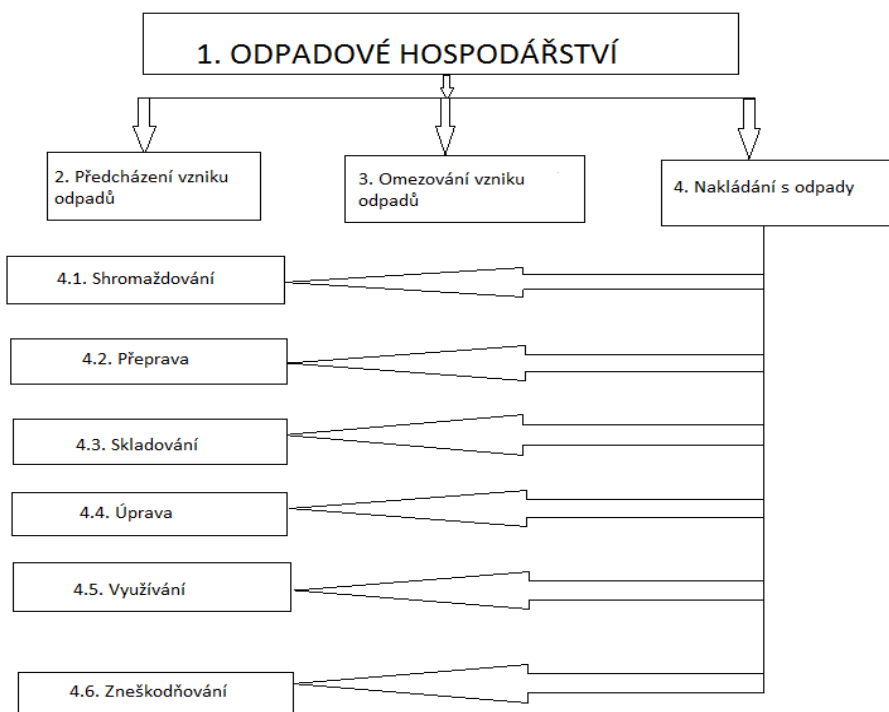 1. ODPADOVÉ HOSPODÁŘSTVÍ
2. Předcházení vzniku
odpadů
3. Omezování vzniku
odpadů
4. Nakládání s odpady
4.1. Shromaždování
4.2. Přeprava
4.3. Skladování
4.4. Úprava
4.5. Využívání
4.6. Zneškodňování